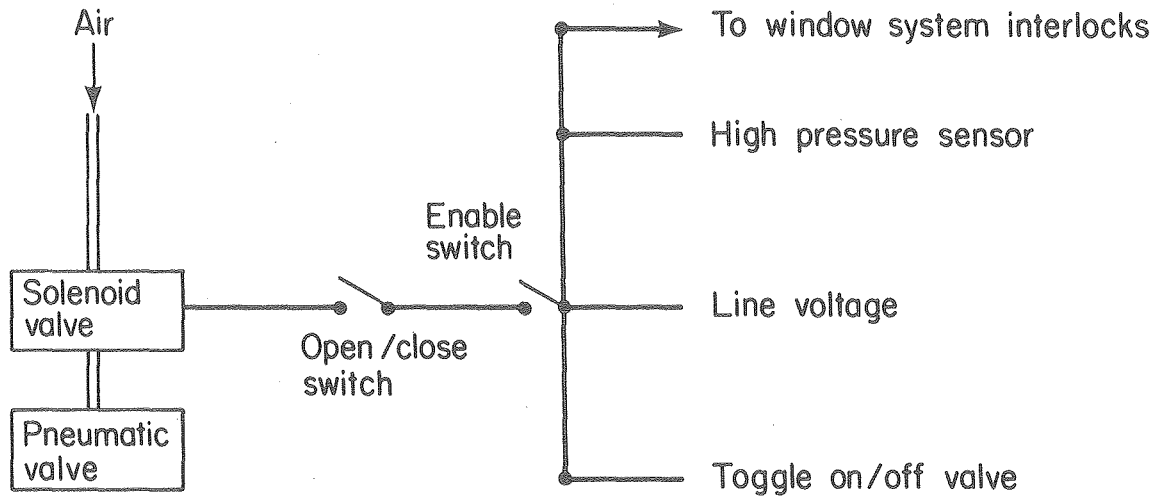 Air
To window system interlocks
High pressure sensor
Enable
switch
Solenoid
valve
Line voltage
Open/close
switch
Pneumatic
valve
Toggle on/off valve